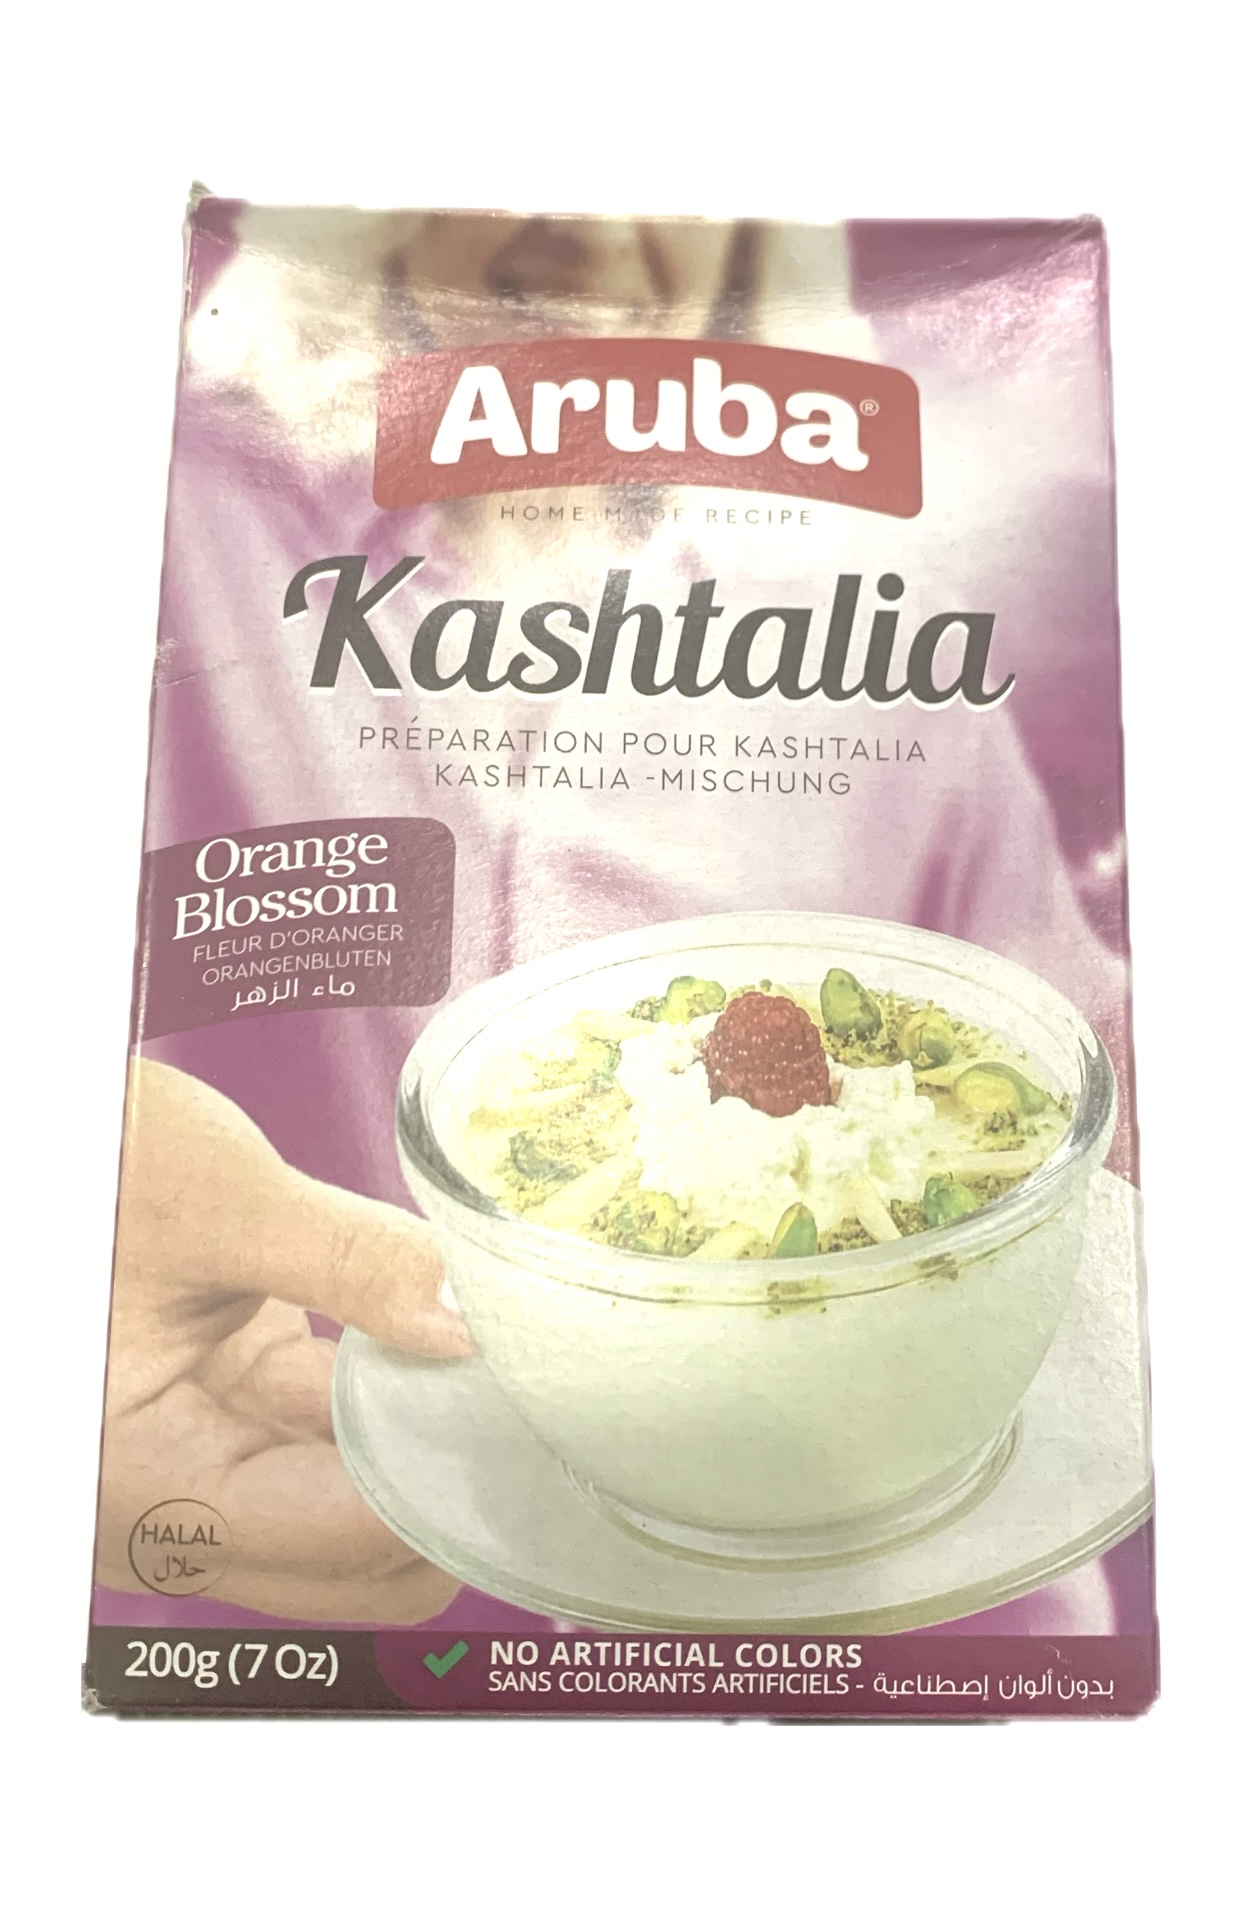 Aruba®
HOME MADE RECIPE
Kashtalia
PRÉPARATION POUR KASHTALIA
KASHTALIA -MISCHUNG
Orange
Blossom
FLEUR D'ORANGER
ORANGENBLUTEN
ماء الزهر
HALAL
حلال
200g (7 Oz)
NO ARTIFICIAL COLORS
SANS COLORANTS ARTIFICIELS - بدون ألوان إصطناعية